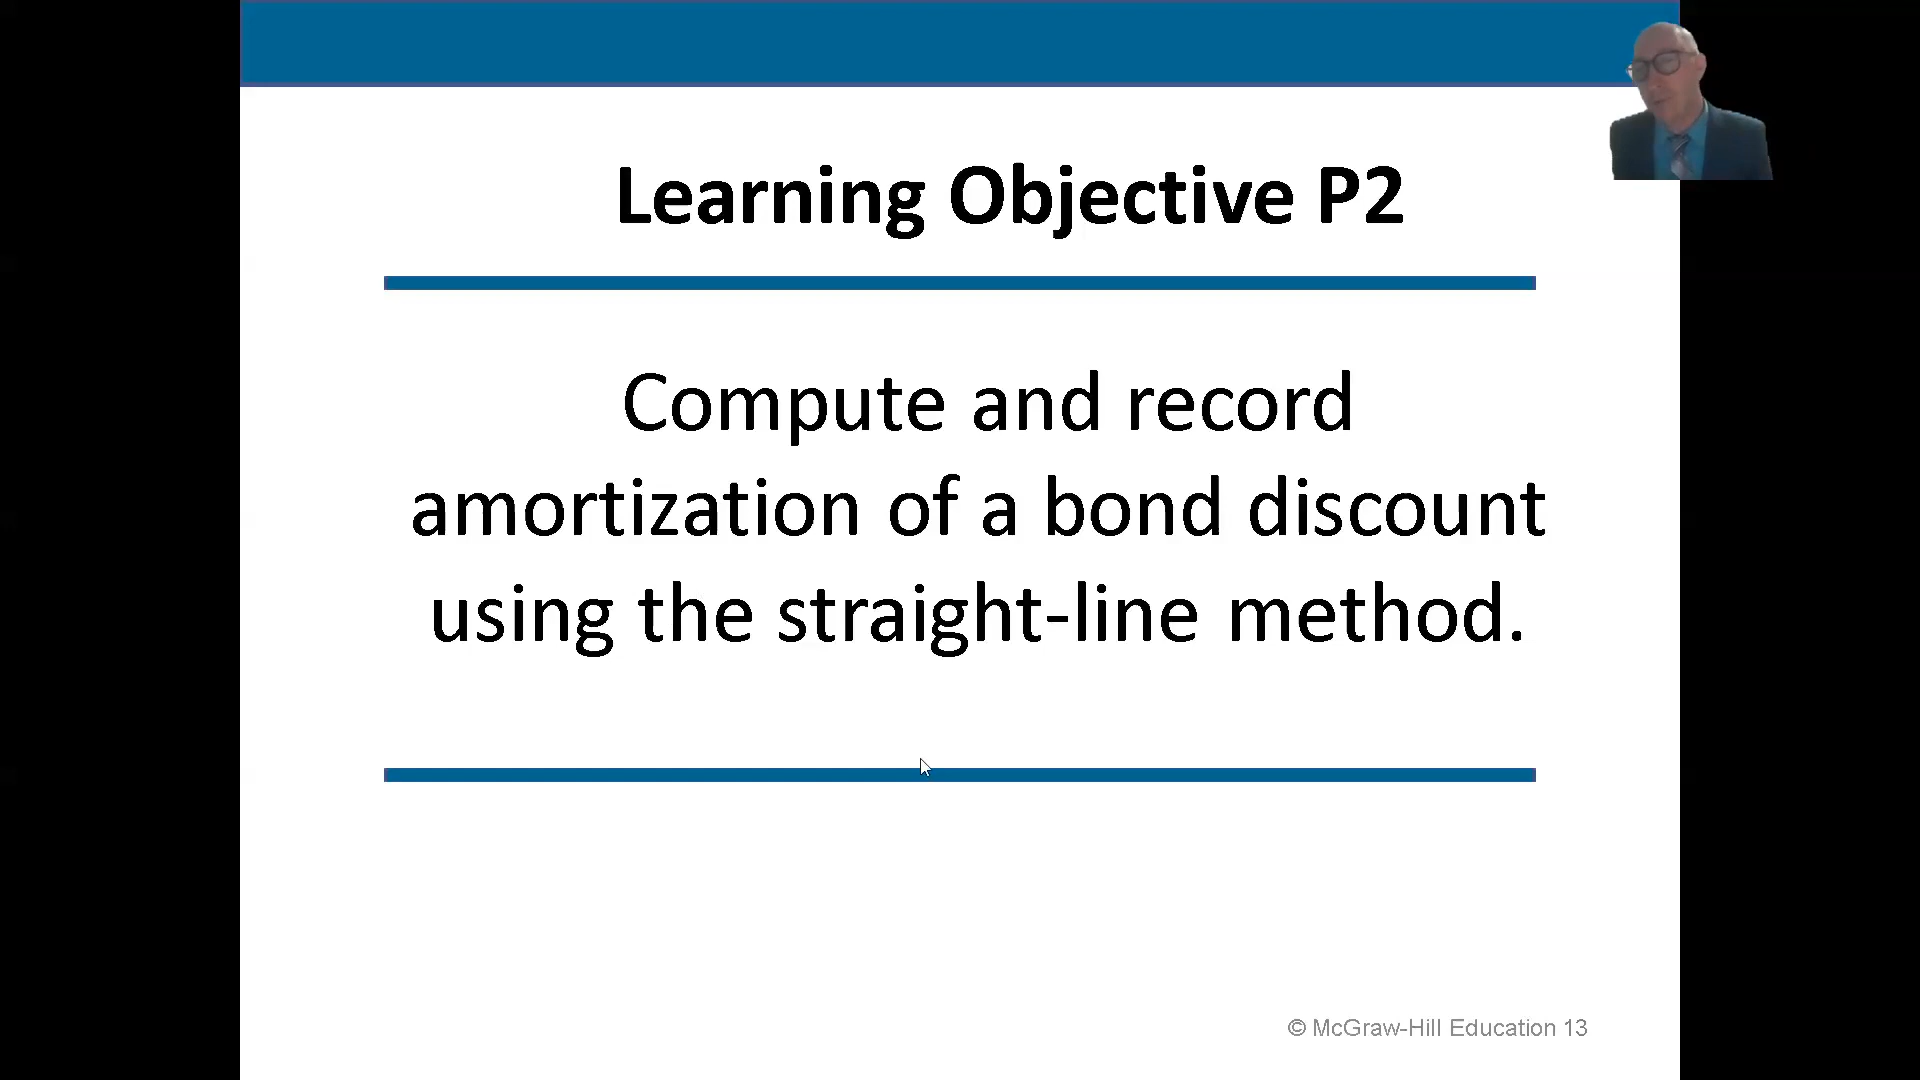 Learning Objective P2
Compute and record
amortization of a bond discount
using the straight-line method.
© McGraw-Hill Education 13